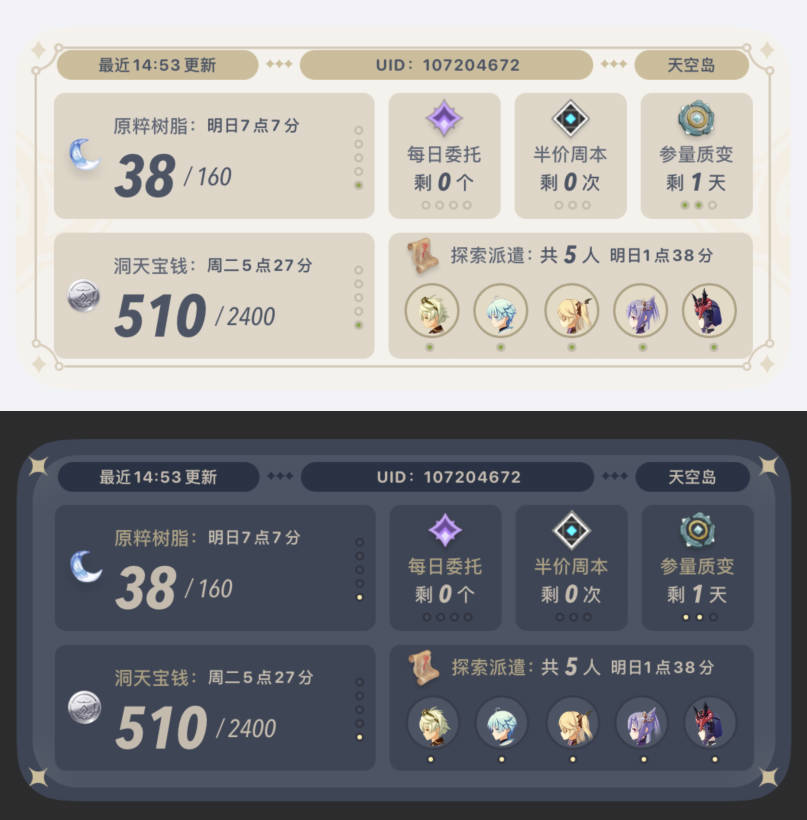 最近14:53更新
UID：107204672
天空岛
原粹树脂：明日7点7分
38 / 160
每日委托
剩 0 个
半价周本
剩 0 次
参量质变
剩 1 天
洞天宝钱：周二5点27分
510 / 2400
探索派遣：共 5 人 明日1点38分
最近14:53更新
UID：107204672
天空岛
原粹树脂：明日7点7分
38 / 160
每日委托
剩 0 个
半价周本
剩 0 次
参量质变
剩 1 天
洞天宝钱：周二5点27分
510 / 2400
探索派遣：共 5 人 明日1点38分